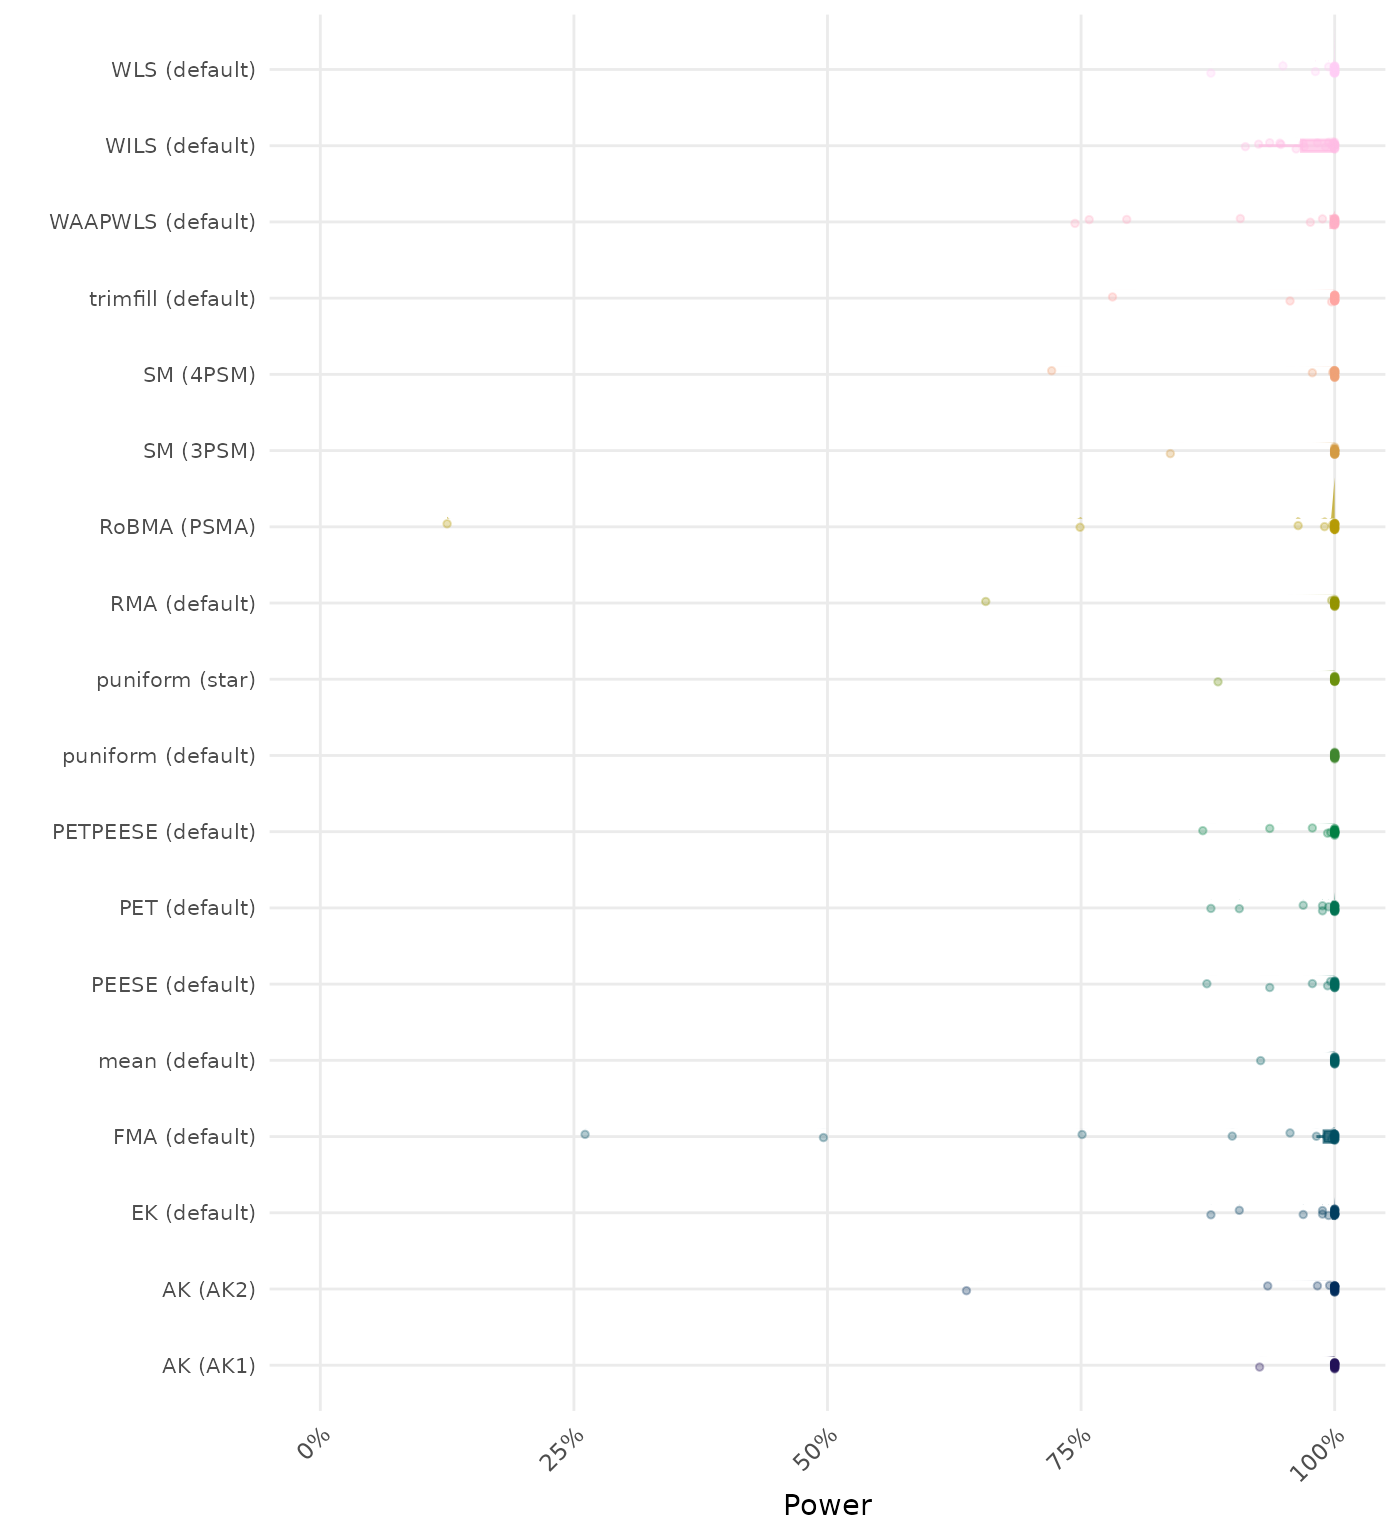 WLS (default)
WILS (default)
WAAPWLS (default)
trimfill (default)
SM (4PSM)
SM (3PSM)
RoBMA (PSMA)
RMA (default)
puniform (star)
puniform (default)
PETPEESE (default)
PET (default)
PEESE (default)
mean (default)
FMA (default)
EK (default)
AK (AK2)
AK (AK1)
0% 25% 50% 75% 100%
Power